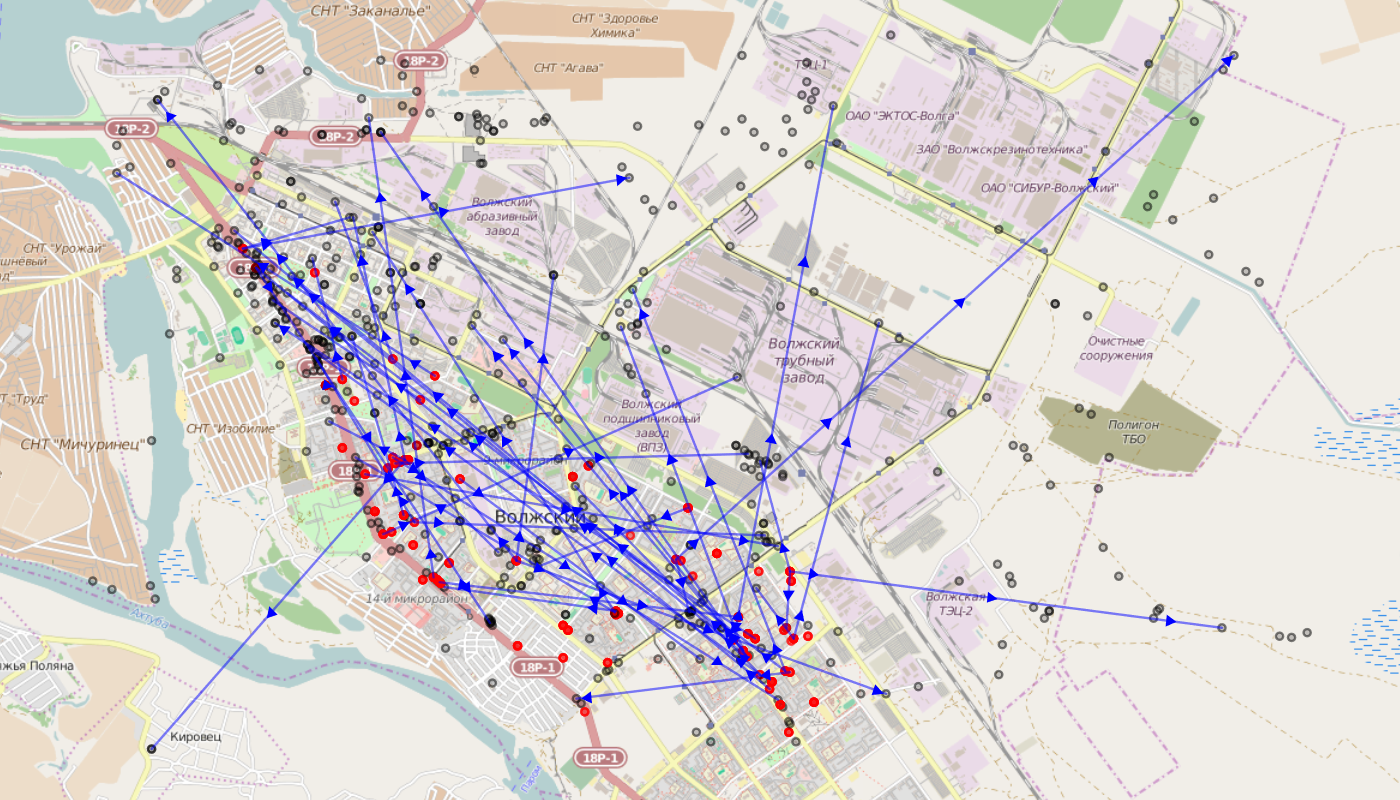 СНТ "Заканалье"
СНТ "Здоровье
Химика"
18Р-2
СНТ "Агава"
ТЭЦ-1
ОАО "ЭКТОС-Волга"
18Р-2
18Р-2
ЗАО "Волжскрезинотехника"
ОАО "СИБУР-Волжский"
Волжский
абразивный
завод
СНТ "Урожай"
Волжский
трубный
завод
Очистные
сооружения
СНТ "Труд"
СНТ "Изобилие"
СНТ "Мичуринец"
Волжский
подшипниковый
завод
(ВПЗ)
Полигон
ТБО
Волжский
14-й микрорайон
Волжская
ТЭЦ-2
Ахтуба
жья Поляна
18Р-1
Кировец
18Р-1
Паром